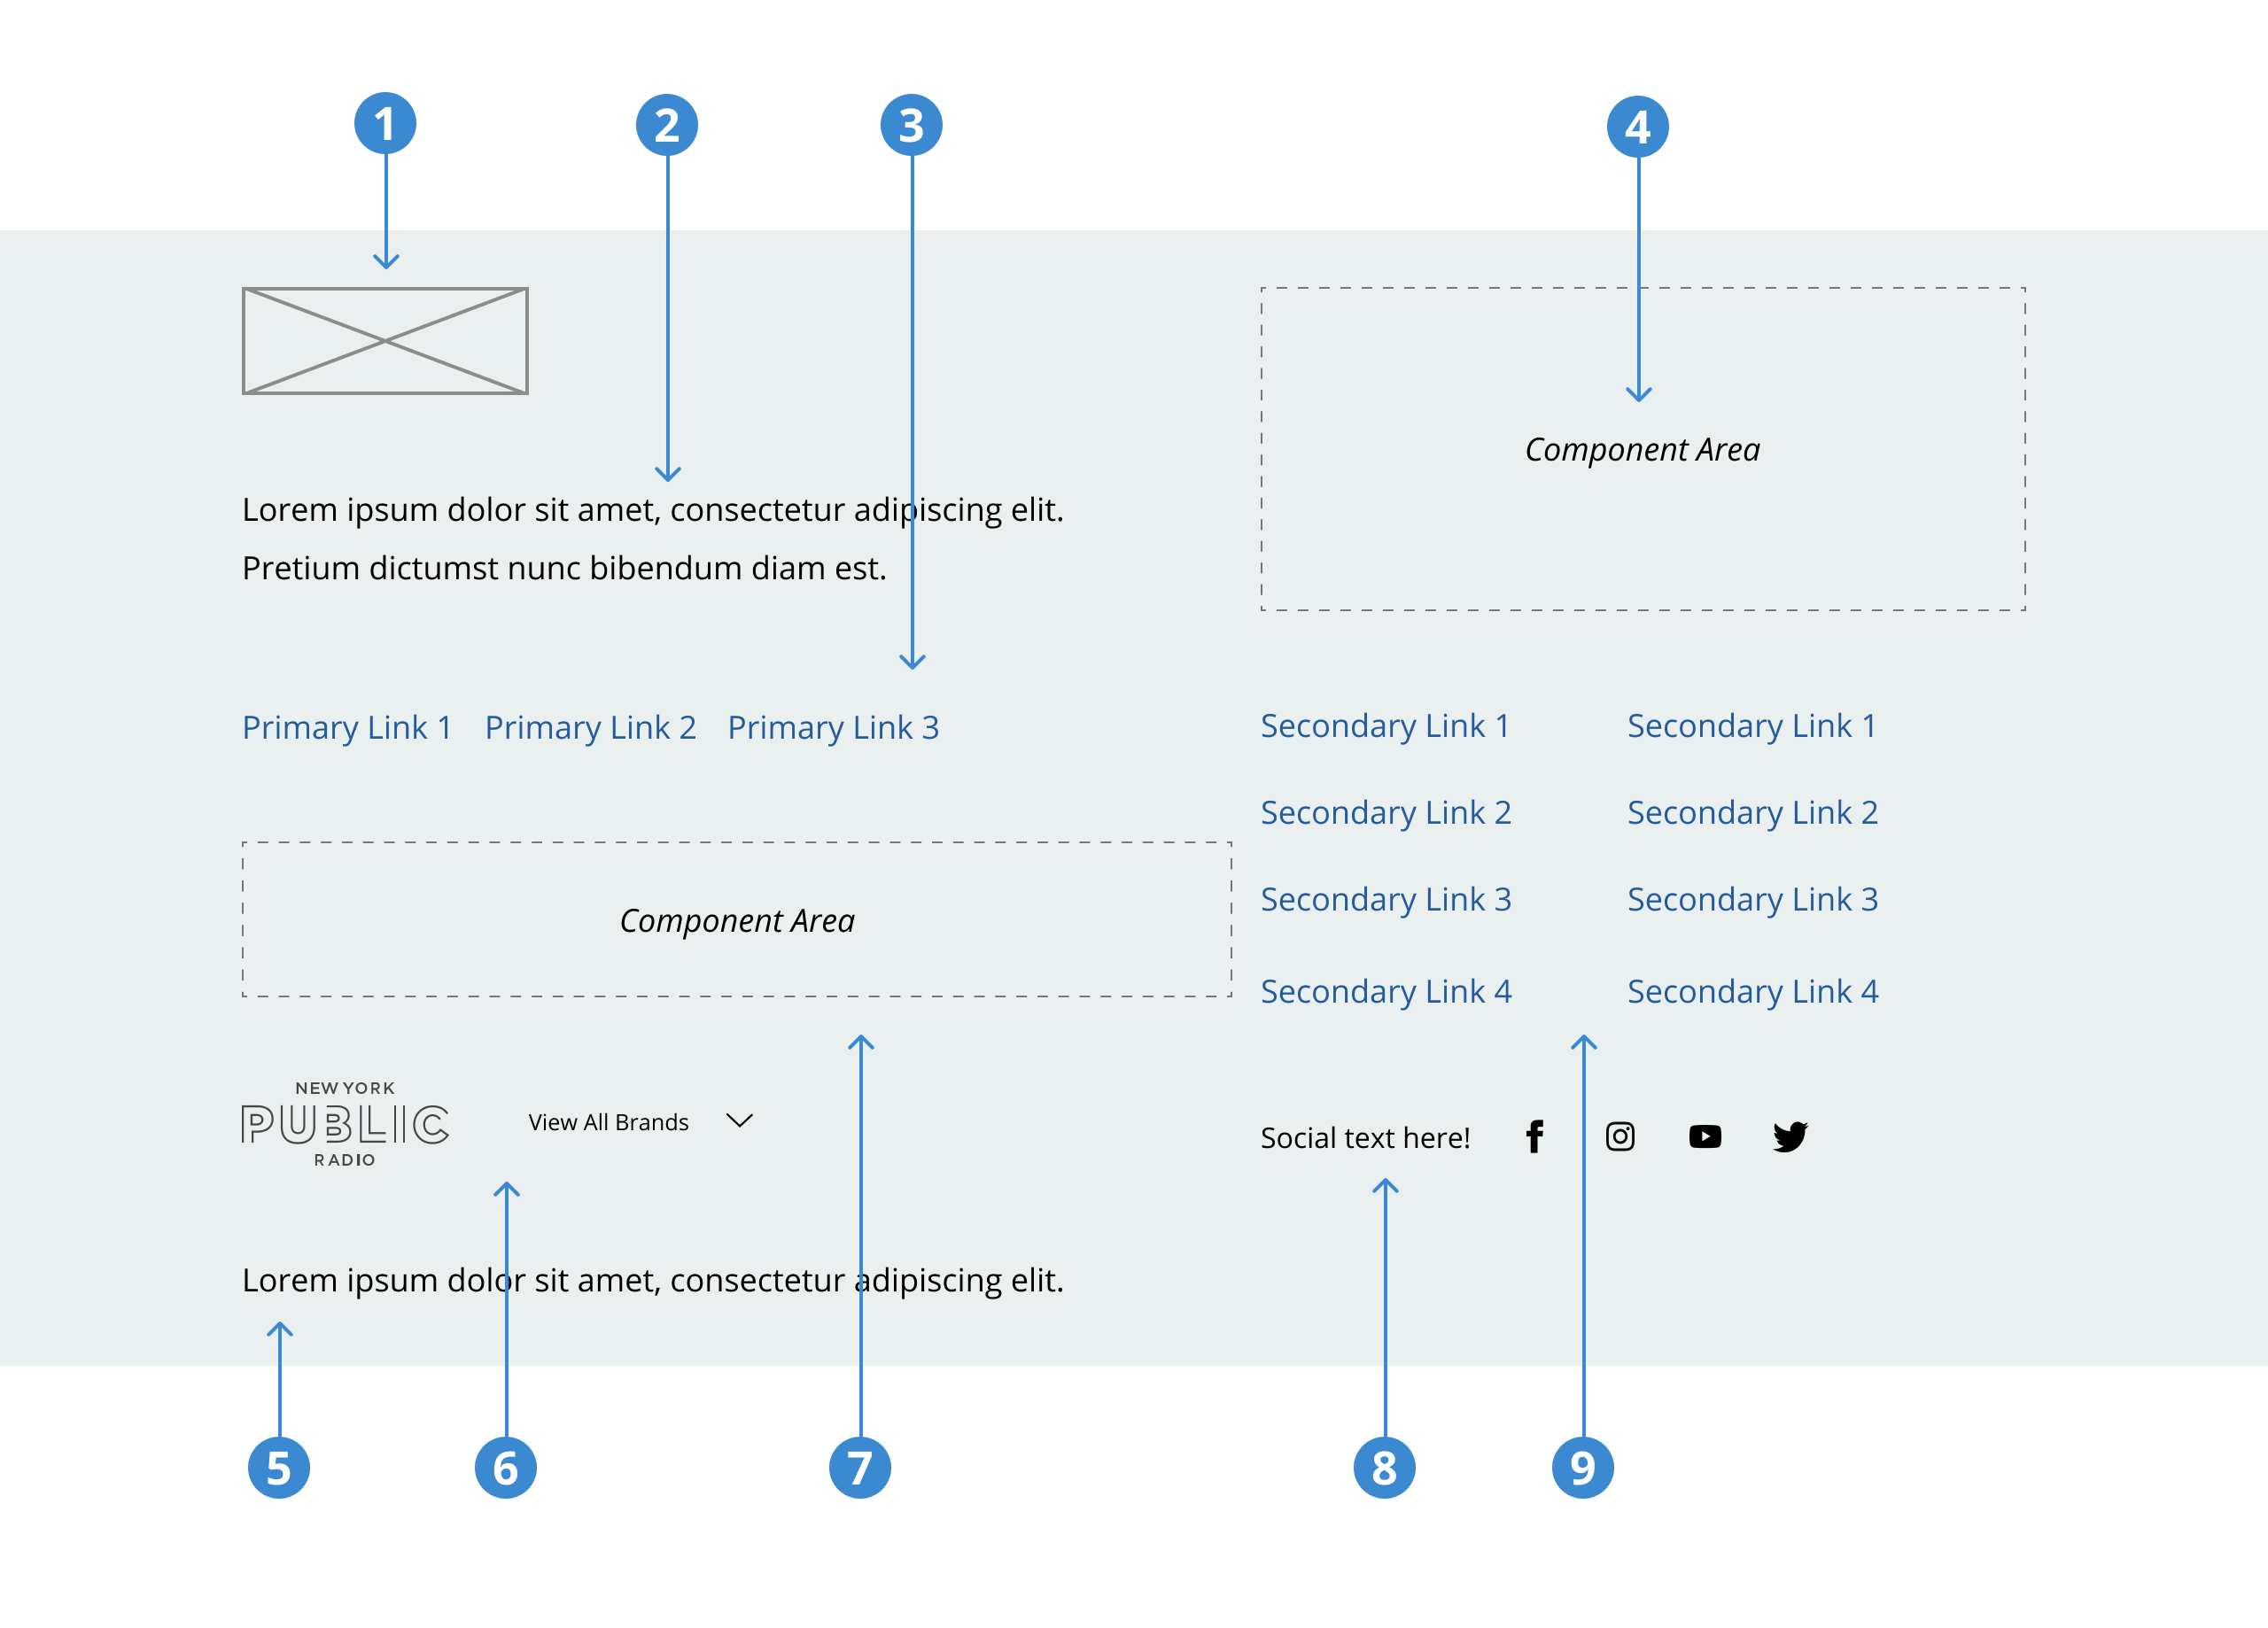 1
2
3
4
Component Area
Lorem ipsum dolor sit amet, consectetur adipiscing elit.
Pretium dictumst nunc bibendum diam est.
Primary Link 1 Primary Link 2 Primary Link 3
Component Area
Secondary Link 1 Secondary Link 1
Secondary Link 2 Secondary Link 2
Secondary Link 3 Secondary Link 3
Secondary Link 4 Secondary Link 4
NEW YORK
PUBLIC
RADIO
View All Brands
Social text here!
Lorem ipsum dolor sit amet, consectetur adipiscing elit.
5
6
7
8
9